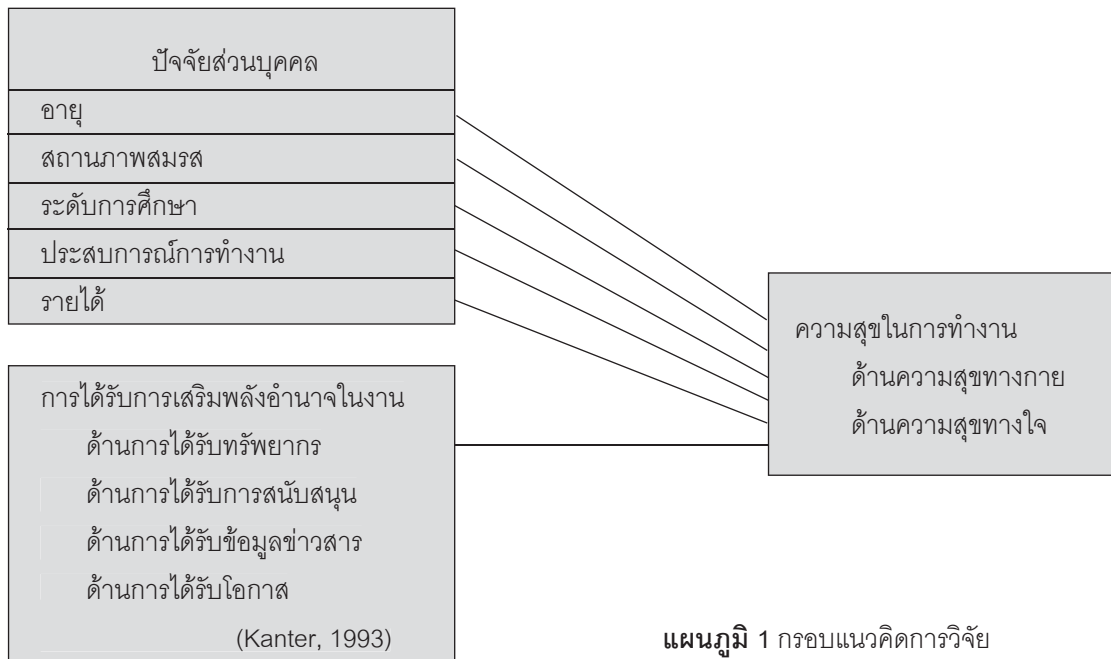 ปัจจัยส่วนบุคคล
อายุ
สถานภาพสมรส
ระดับการศึกษา
ประสบการณ์การทำงาน
รายได้
การได้รับการเสริมพลังอำนาจในงาน
ด้านการได้รับทรัพยากร
ด้านการได้รับการสนับสนุน
ด้านการได้รับข้อมูลข่าวสาร
ด้านการได้รับโอกาส
(Kanter, 1993)
ความสุขในการทำงาน
ด้านความสุขทางกาย
ด้านความสุขทางใจ
แผนภูมิ 1 กรอบแนวคิดการวิจัย